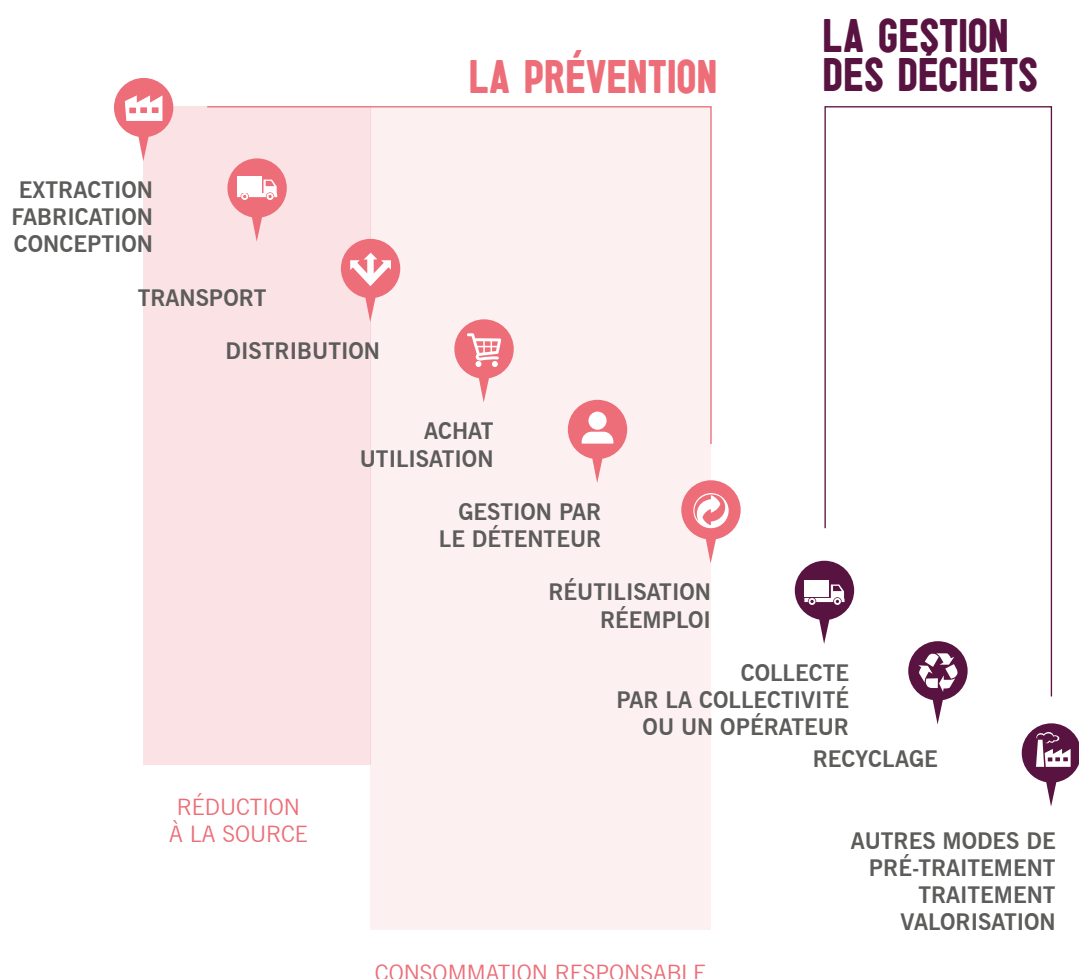 LA PRÉVENTION
LA GESTION
DES DÉCHETS
EXTRACTION
FABRICATION
CONCEPTION
TRANSPORT
DISTRIBUTION
ACHAT
UTILISATION
GESTION PAR
LE DÉTENTEUR
RÉUTILISATION
RÉEMPLOI
COLLECTE
PAR LA COLLECTIVITÉ
OU UN OPÉRATEUR
RECYCLAGE
AUTRES MODES DE
PRÉ-TRAITEMENT
TRAITEMENT
VALORISATION
RÉDUCTION
À LA SOURCE
CONSOMMATION RESPONSABLE